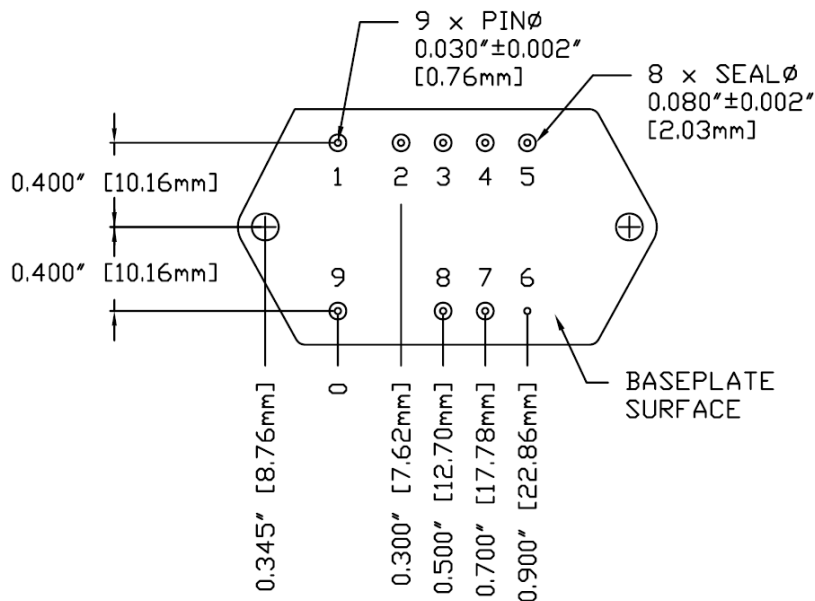 9 x PINØ
0.030"±0.002"
[0.76mm]
8 x SEALØ
0.080"±0.002"
[2.03mm]
0.400" [10.16mm]
1 2 3 4 5
0.400" [10.16mm]
9 8 7 6
BASEPLATE
SURFACE
0.345" [8.76mm]
0
0.300" [7.62mm]
0.500" [12.70mm]
0.700" [17.78mm]
0.900" [22.86mm]